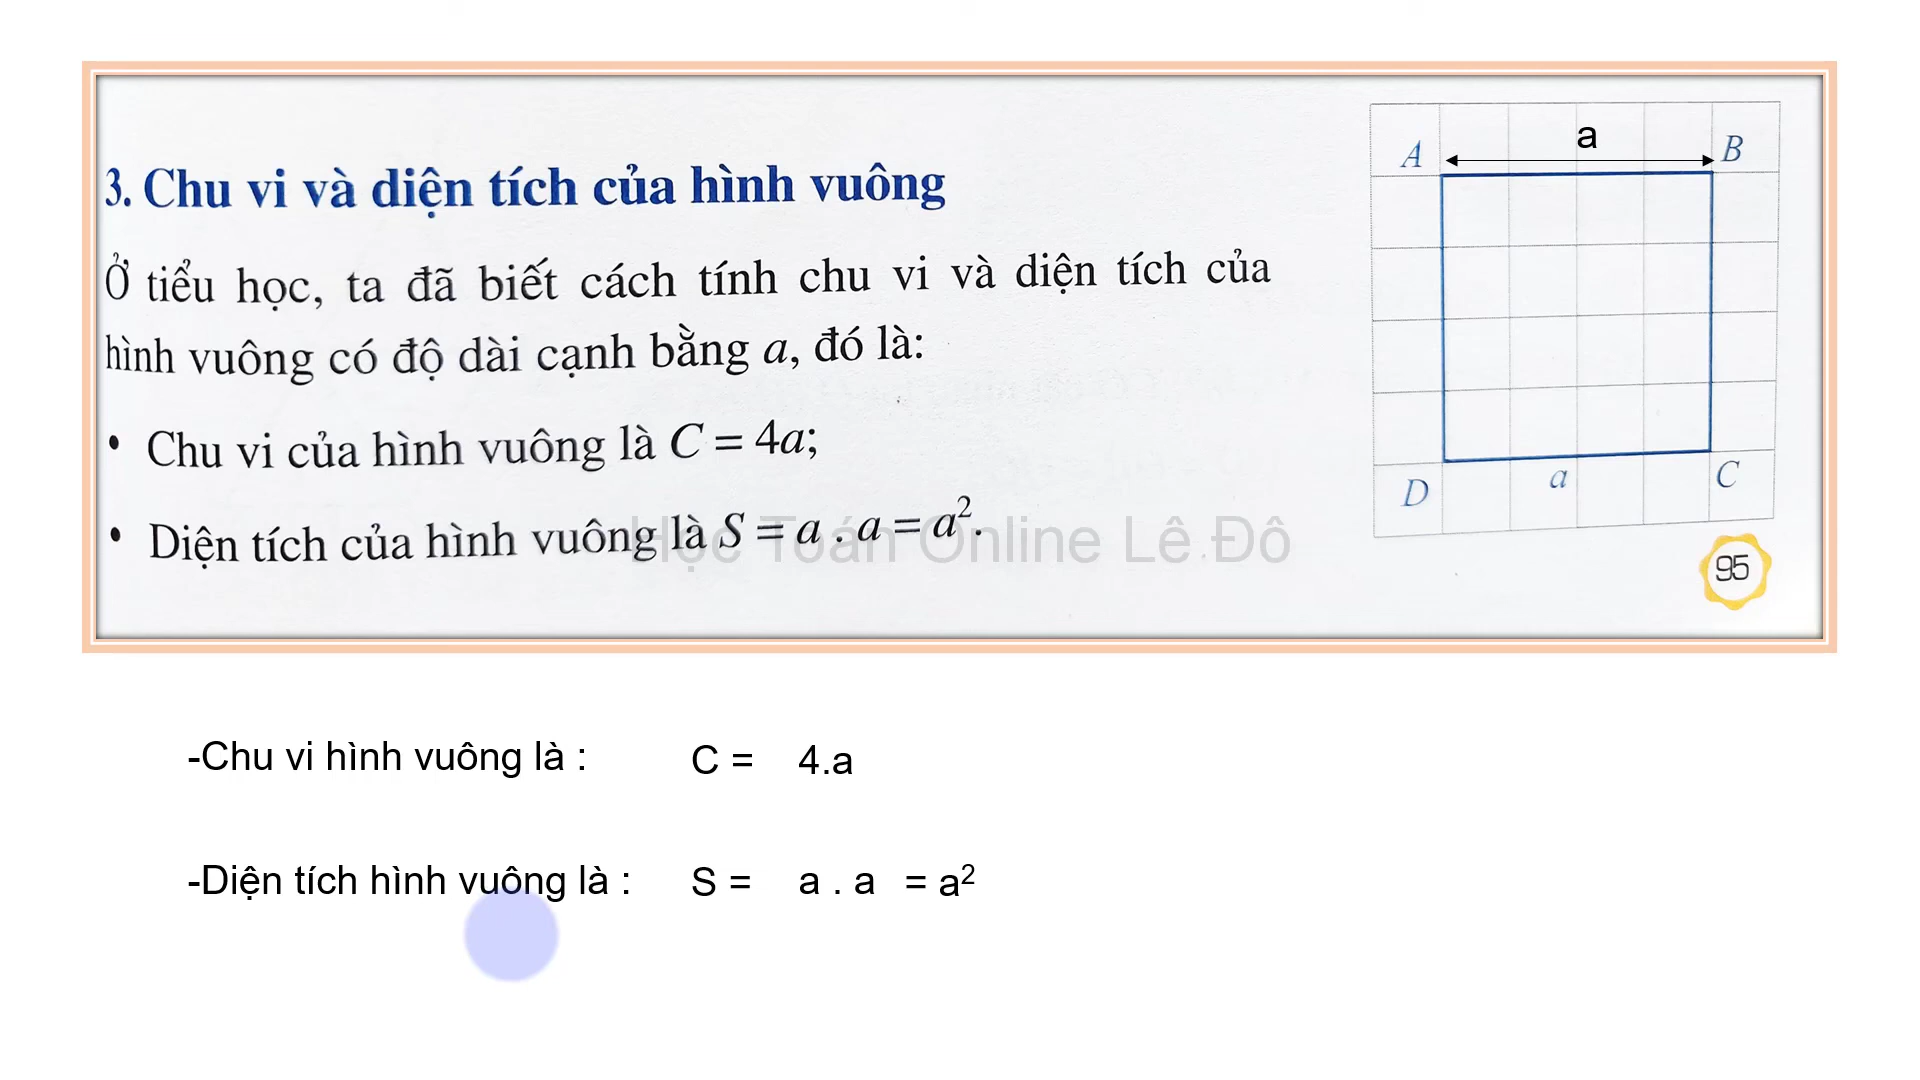 3. Chu vi và diện tích của hình vuông
Ở tiểu học, ta đã biết cách tính chu vi và diện tích của
hình vuông có độ dài cạnh bằng a, đó là:
• Chu vi của hình vuông là C = 4a;
• Diện tích của hình vuông là S = a . a = a².
Học Toán Online Lê Đô
a
A
B
D
a
C
95
-Chu vi hình vuông là : C = 4.a
-Diện tích hình vuông là : S = a . a = a²